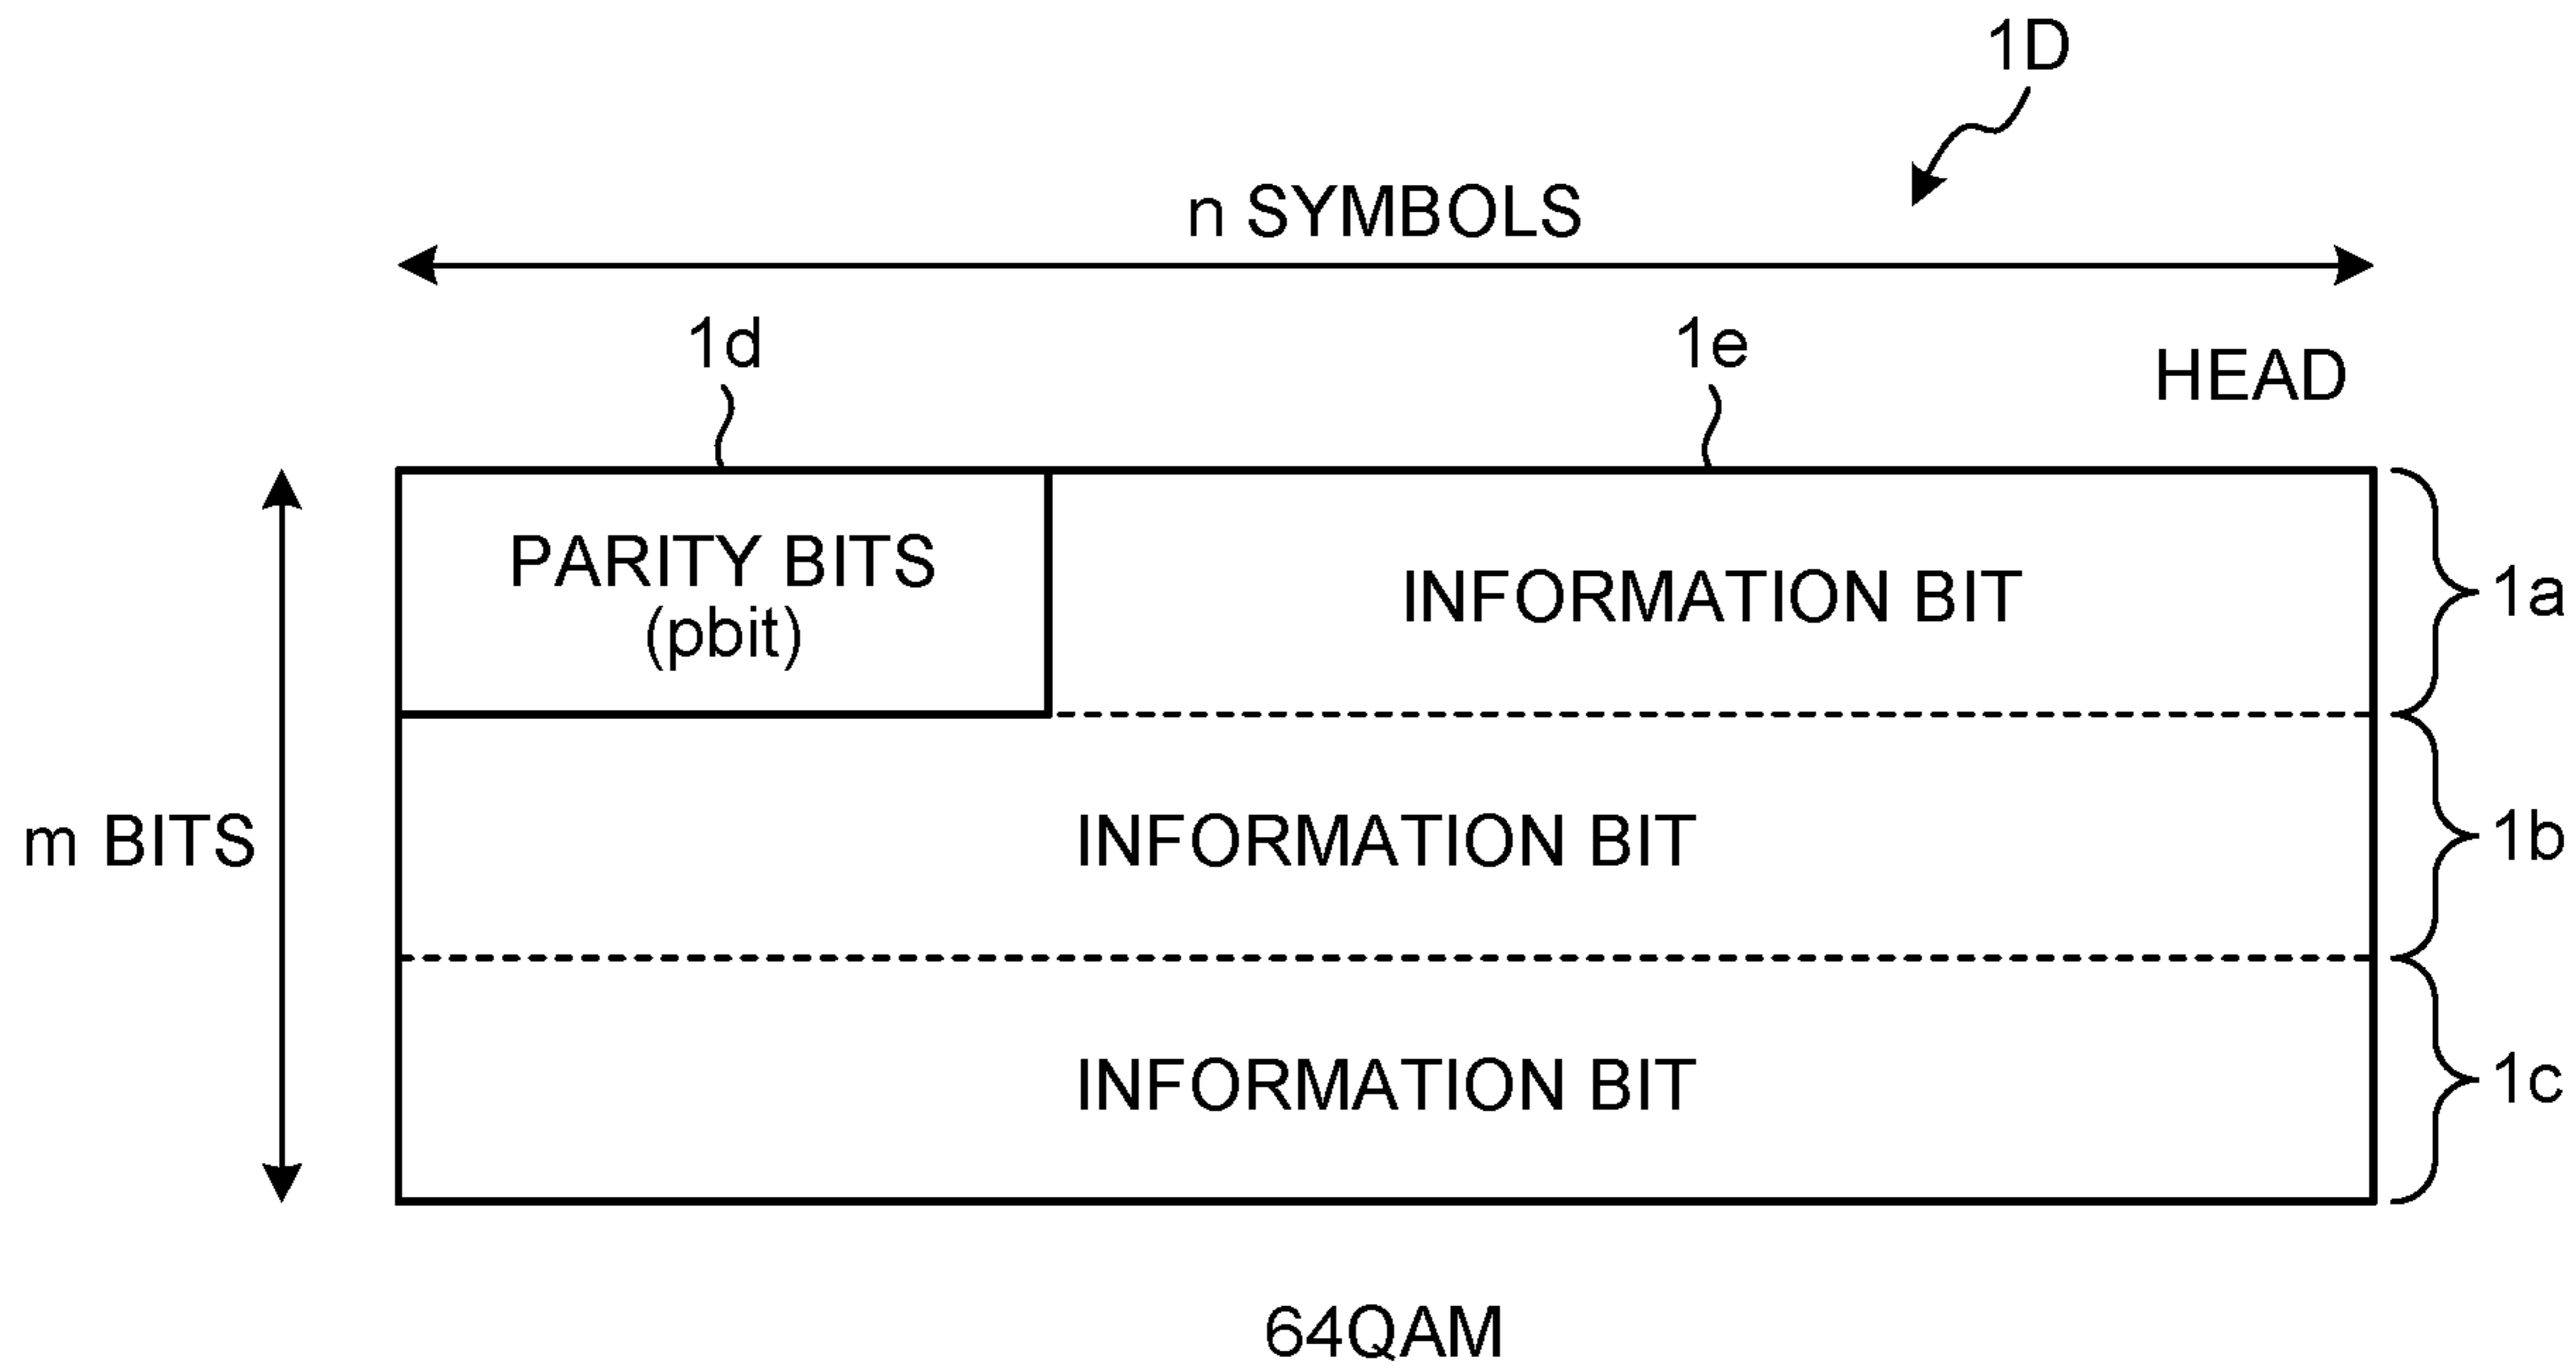 1D
n SYMBOLS
1d
1e
HEAD
PARITY BITS
(pbit)
INFORMATION BIT
1a
m BITS
INFORMATION BIT
1b
INFORMATION BIT
1c
64QAM